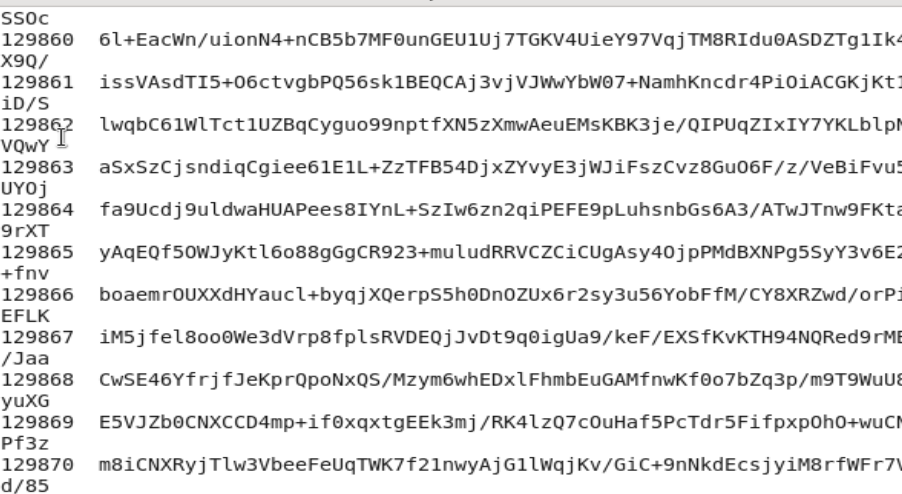 SSOc
129860  6l+EacWn/uionN4+nCB5b7MF0unGEU1Uj7TGKV4UieY97VqjTM8RIdu0ASDZTg1Ik4
X9Q/
129861  issVAsdTI5+O6ctvgbPQ56sk1BEQCAj3vjVJWwYbW07+NamhKncdr4PiOiACGKjKt1
iD/S
129862  lwqbC61WlTct1UZBqCyguo99nptfXN5zXmwAeuEMsKBK3je/QIPUqZIxIY7YKLblpN
VQwY
129863  aSxSzCjsndiqCgiee61E1L+ZzTFB54DjxZYvyE3jWJiFszCvz8GuO6F/z/VeBiFvu5
UYOj
129864  fa9Ucdj9uldwaHUAPees8IYnL+SzIw6zn2qiPEFE9pLuhsnbGs6A3/ATwJTnw9FKta
9rXT
129865  yAqEQf5OWJyKtl6o88gGgCR923+muludRRVCZCiCUgAsy4OjpPMdBXNPg5SyY3v6E2
+fnv
129866  boaemrOUXXdHYaucl+byqjXQerpS5h0DnOZUx6r2sy3u56YobFfM/CY8XRZwd/orPi
EFLK
129867  iM5jfel8oo0We3dVrp8fplsRVDEQjJvDt9q0igUa9/keF/EXSfKvKTH94NQRed9rME
/Jaa
129868  CwSE46YfrjfJeKprQpoNxQS/Mzym6whEDxlFhmbEuGAMfnwKf0o7bZq3p/m9T9WuU8
yuXG
129869  E5VJZb0CNXCCD4mp+if0xqxtgEEk3mj/RK4lzQ7cOuHaf5PcTdr5FifpxpOhO+wuCM
Pf3z
129870  m8iCNXRyjTlw3VbeeFeUqTWK7f21nwyAjG1lWqjKv/GiC+9nNkdEcsjyiM8rfWFr7V
d/85